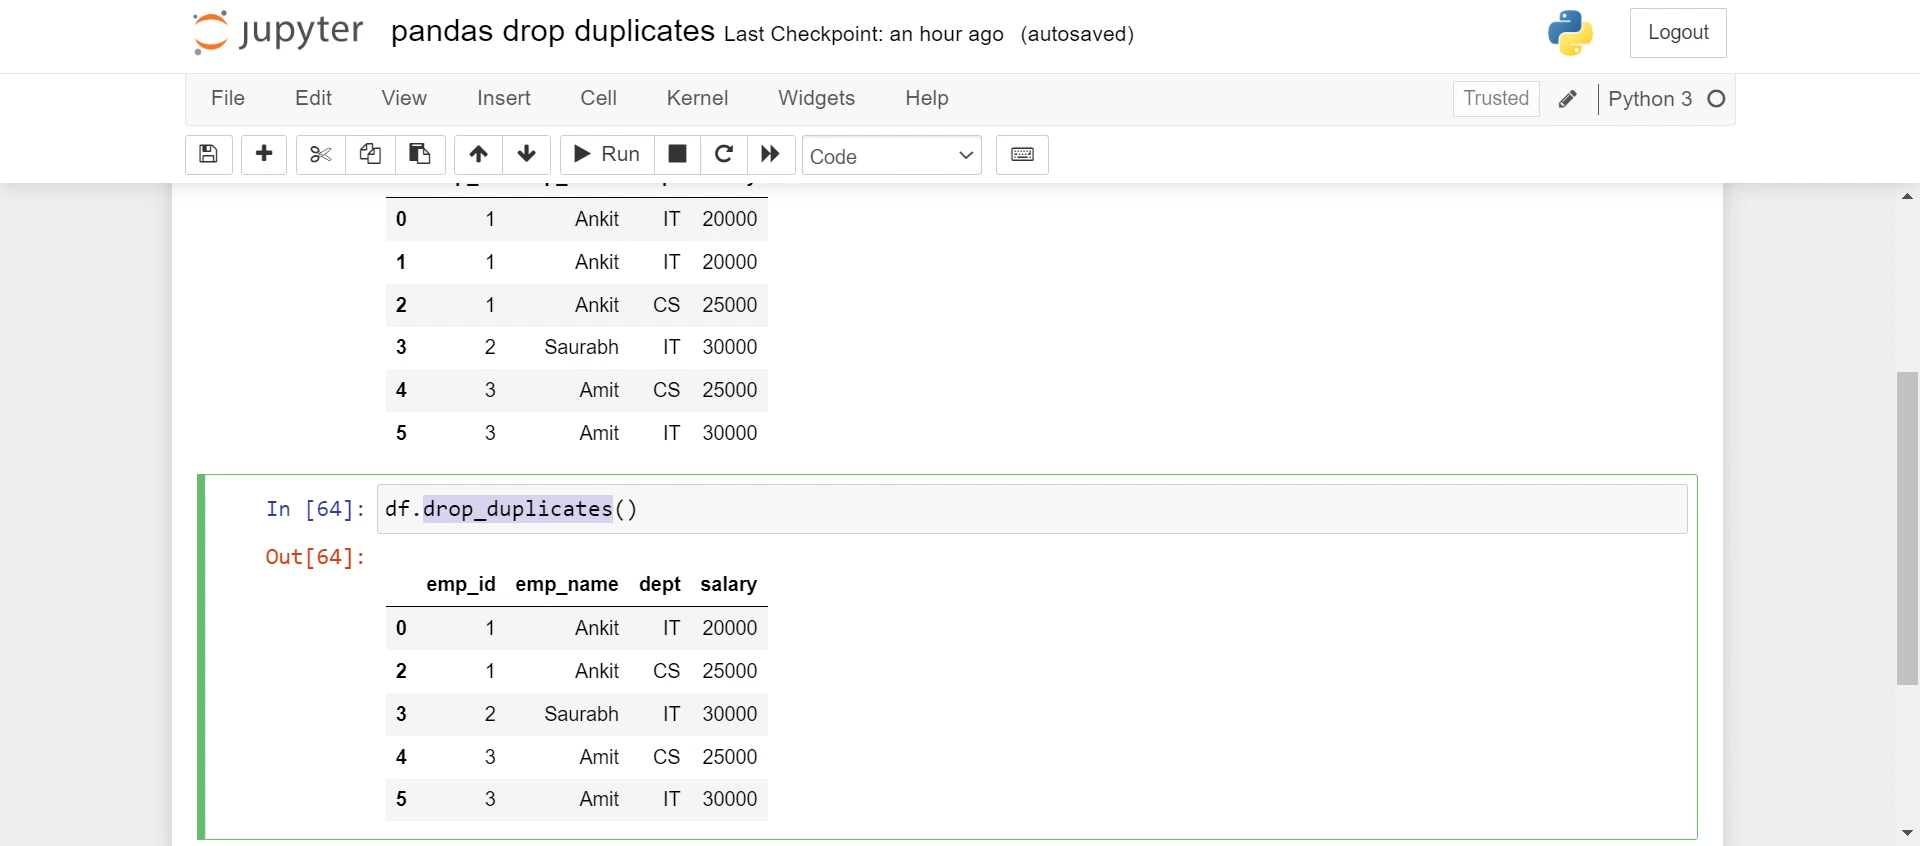 jupyter pandas drop duplicates Last Checkpoint: an hour ago (autosaved) Logout
File Edit View Insert Cell Kernel Widgets Help Trusted Python 3
Run Code
0 1 Ankit IT 20000
1 1 Ankit IT 20000
2 1 Ankit CS 25000
3 2 Saurabh IT 30000
4 3 Amit CS 25000
5 3 Amit IT 30000
In [64]: df.drop_duplicates()
Out[64]:
emp_id emp_name dept salary
0 1 Ankit IT 20000
2 1 Ankit CS 25000
3 2 Saurabh IT 30000
4 3 Amit CS 25000
5 3 Amit IT 30000